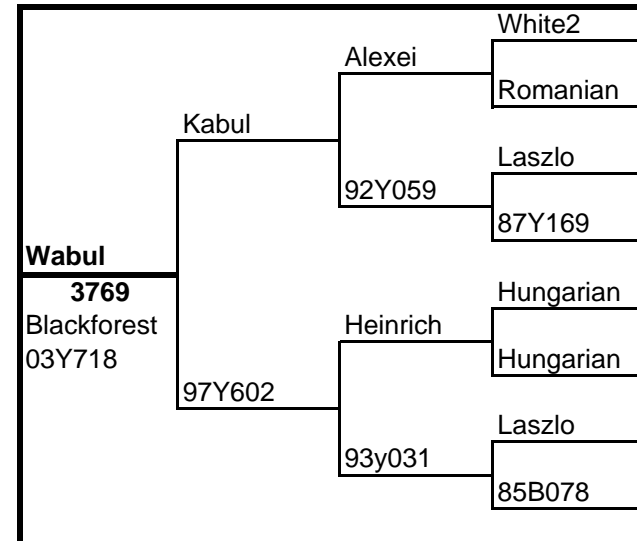 White2
Alexei
Romanian
Kabul
Laszlo
92Y059
87Y169
Wabul
3769
Blackforest
03Y718
Hungarian
Heinrich
Hungarian
97Y602
Laszlo
93y031
85B078